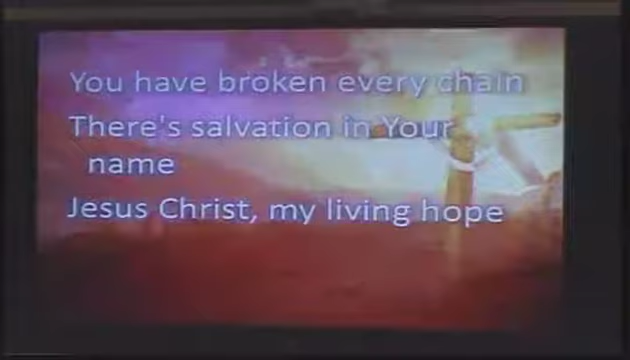 You have broken every chain
There's salvation in Your
name
Jesus Christ, my living hope